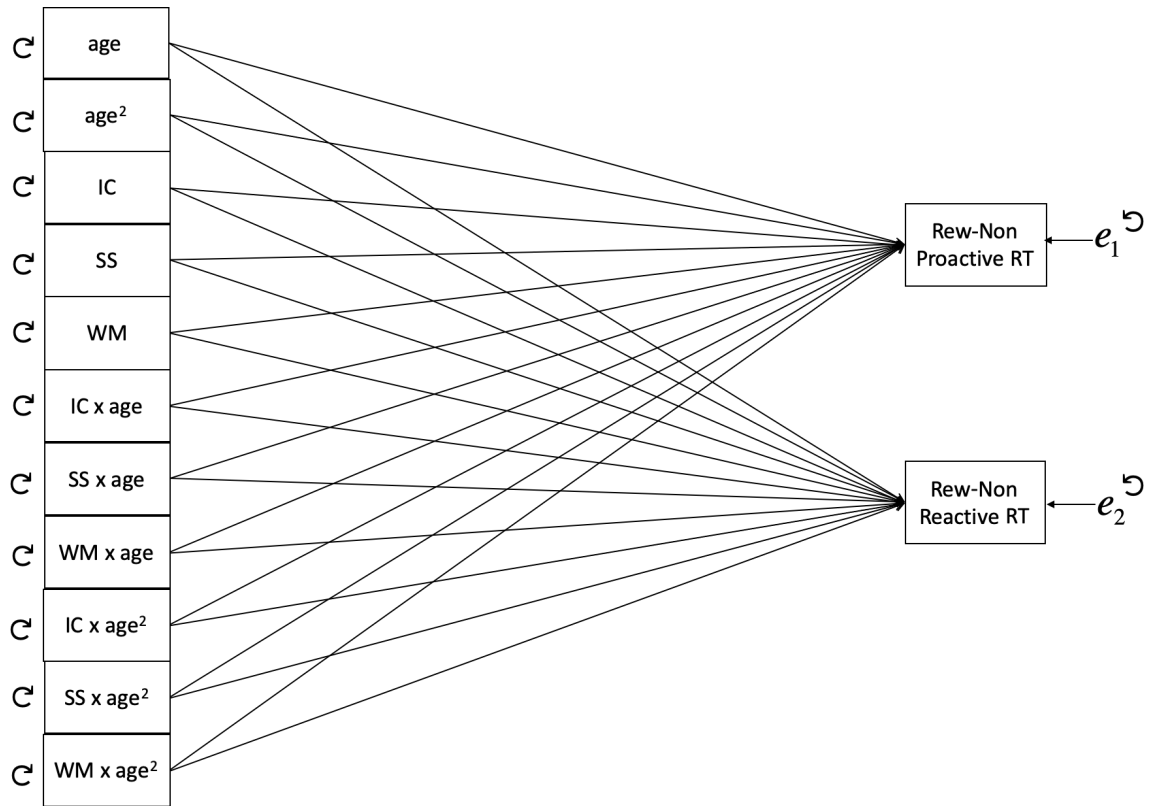 age
age²
IC
SS
WM
IC x age
SS x age
WM x age
IC x age²
SS x age²
WM x age²
Rew-Non
Proactive RT
e₁
Rew-Non
Reactive RT
e₂